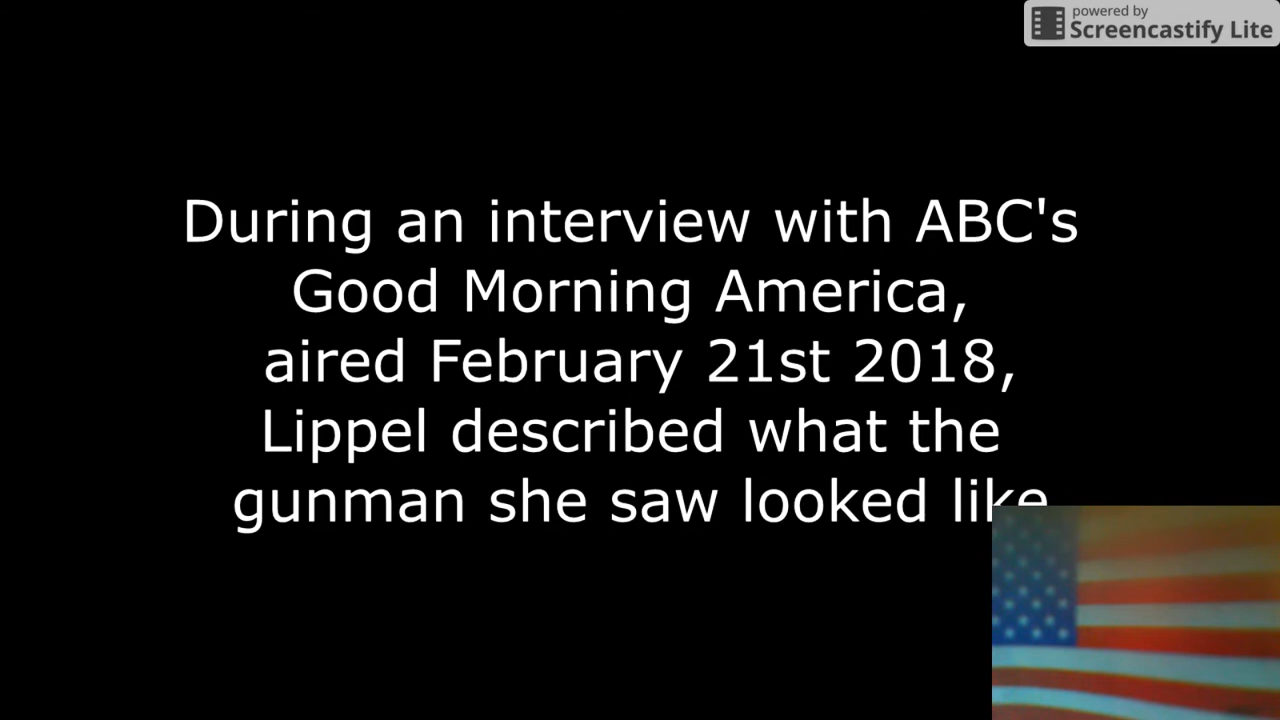 powered by
Screencastify Lite
During an interview with ABC's
Good Morning America,
aired February 21st 2018,
Lippel described what the
gunman she saw looked like